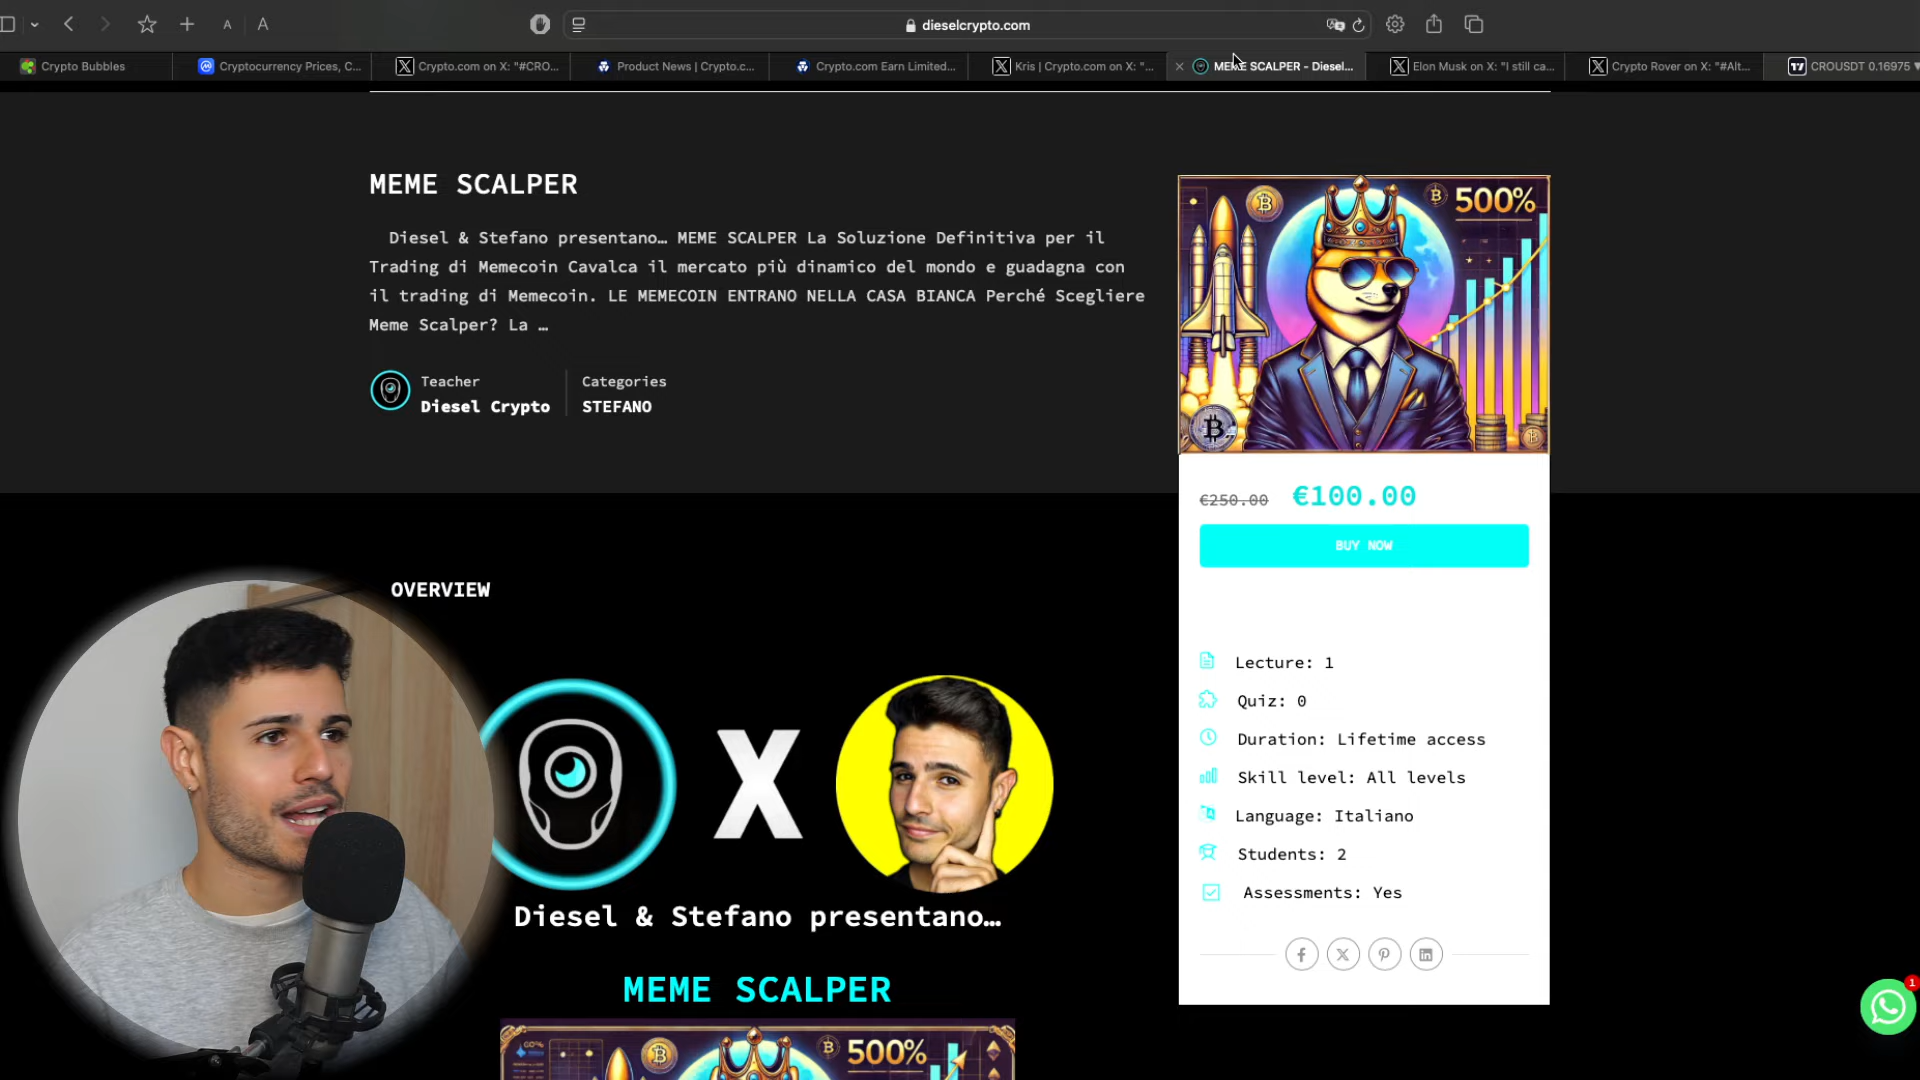 A
A
dieselcrypto.com
Crypto Bubbles
Cryptocurrency Prices, C...
Crypto.com on X: "#CRO...
Product News | Crypto.c...
Crypto.com Earn Limited...
Kris | Crypto.com on X: "...
MEME SCALPER - Diesel...
Elon Musk on X: "I still ca...
Crypto Rover on X: "#Alt...
CROUSDT 0.16975 ▼
MEME SCALPER
Diesel & Stefano presentano… MEME SCALPER La Soluzione Definitiva per il
Trading di Memecoin Cavalca il mercato più dinamico del mondo e guadagna con
il trading di Memecoin. LE MEMECOIN ENTRANO NELLA CASA BIANCA Perché Scegliere
Meme Scalper? La …
Teacher
Diesel Crypto
Categories
STEFANO
500%
€250.00 €100.00
BUY NOW
Lecture: 1
Quiz: 0
Duration: Lifetime access
Skill level: All levels
Language: Italiano
Students: 2
Assessments: Yes
OVERVIEW
X
Diesel & Stefano presentano…
MEME SCALPER
500%
1